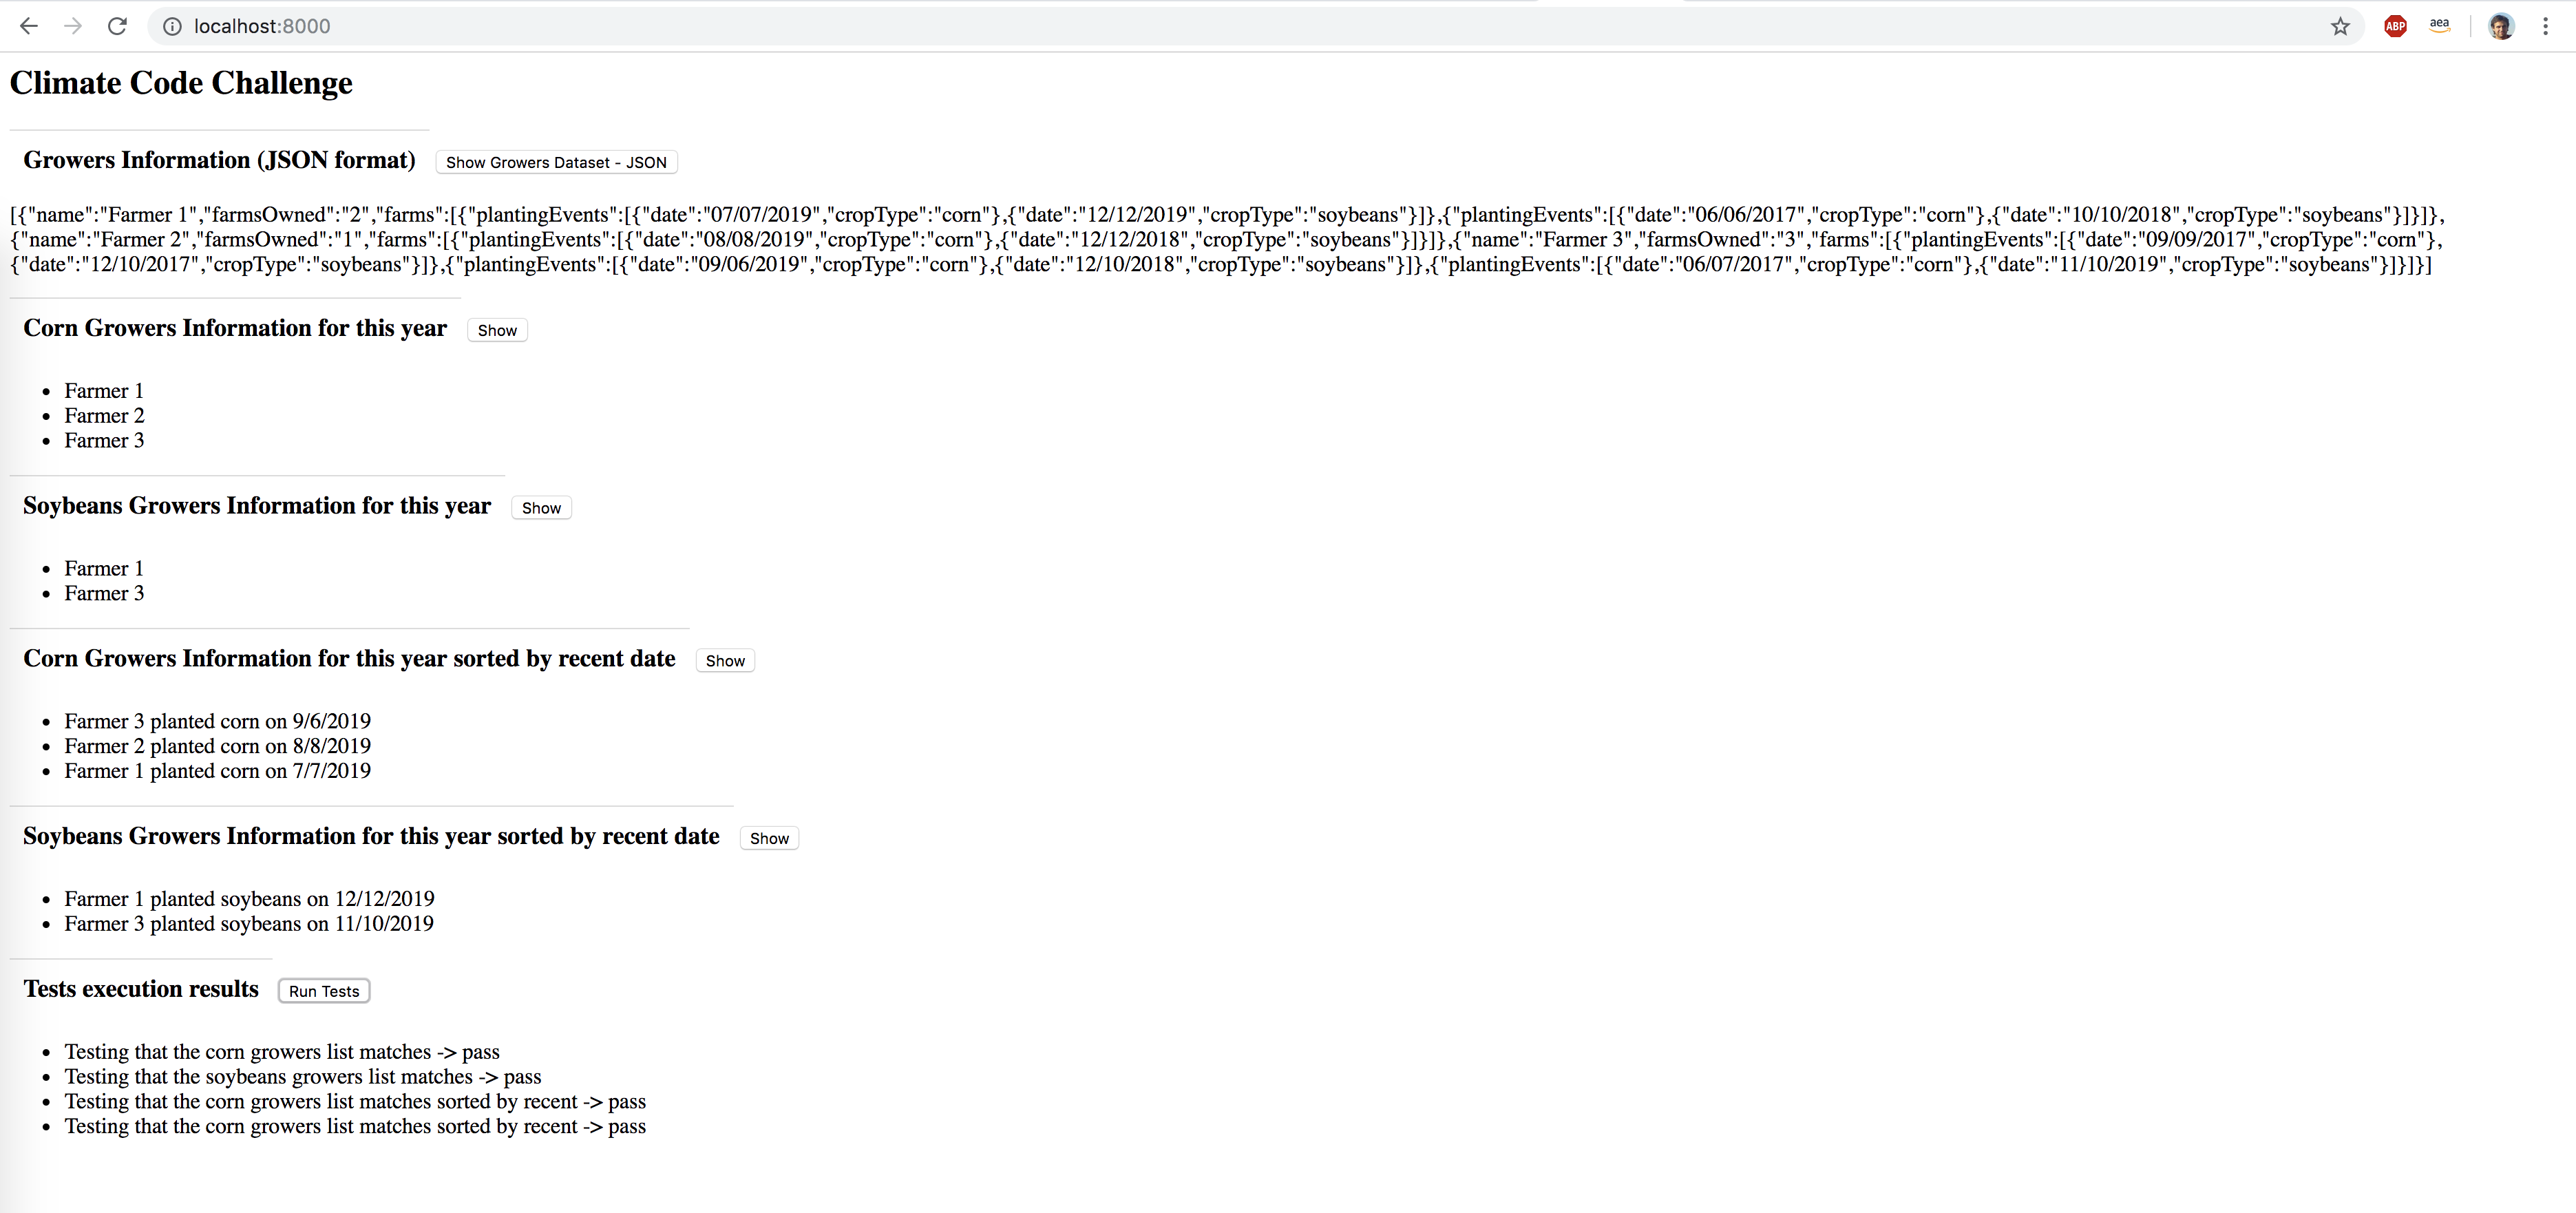 localhost:8000
ABP
aea
Climate Code Challenge
Growers Information (JSON format) Show Growers Dataset - JSON
[{"name":"Farmer 1","farmsOwned":"2","farms":[{"plantingEvents":[{"date":"07/07/2019","cropType":"corn"},{"date":"12/12/2019","cropType":"soybeans"}]},{"plantingEvents":[{"date":"06/06/2017","cropType":"corn"},{"date":"10/10/2018","cropType":"soybeans"}]}]},
{"name":"Farmer 2","farmsOwned":"1","farms":[{"plantingEvents":[{"date":"08/08/2019","cropType":"corn"},{"date":"12/12/2018","cropType":"soybeans"}]}]},{"name":"Farmer 3","farmsOwned":"3","farms":[{"plantingEvents":[{"date":"09/09/2017","cropType":"corn"},
{"date":"12/10/2017","cropType":"soybeans"}]},{"plantingEvents":[{"date":"09/06/2019","cropType":"corn"},{"date":"12/10/2018","cropType":"soybeans"}]},{"plantingEvents":[{"date":"06/07/2017","cropType":"corn"},{"date":"11/10/2019","cropType":"soybeans"}]}]}]
Corn Growers Information for this year Show
• Farmer 1
• Farmer 2
• Farmer 3
Soybeans Growers Information for this year Show
• Farmer 1
• Farmer 3
Corn Growers Information for this year sorted by recent date Show
• Farmer 3 planted corn on 9/6/2019
• Farmer 2 planted corn on 8/8/2019
• Farmer 1 planted corn on 7/7/2019
Soybeans Growers Information for this year sorted by recent date Show
• Farmer 1 planted soybeans on 12/12/2019
• Farmer 3 planted soybeans on 11/10/2019
Tests execution results Run Tests
• Testing that the corn growers list matches -> pass
• Testing that the soybeans growers list matches -> pass
• Testing that the corn growers list matches sorted by recent -> pass
• Testing that the corn growers list matches sorted by recent -> pass